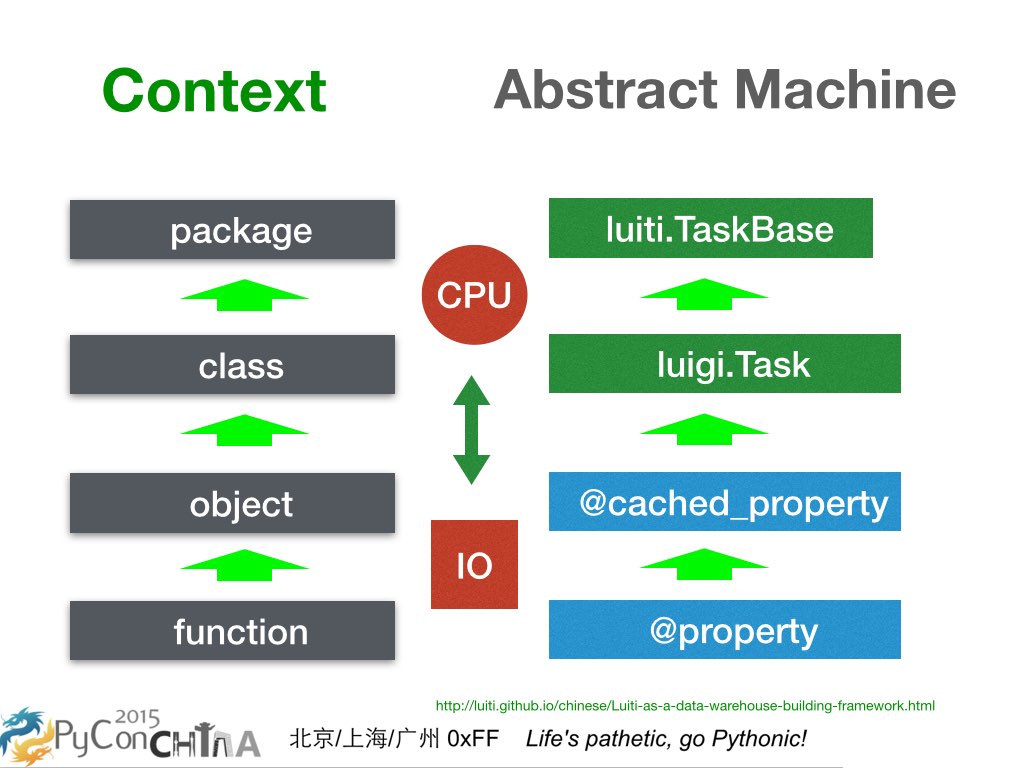 Context
Abstract Machine
package
class
object
function
CPU
IO
luiti.TaskBase
luigi.Task
@cached_property
@property
http://luiti.github.io/chinese/Luiti-as-a-data-warehouse-building-framework.html
2015
PyConCHINA
北京/上海/广州 0xFF Life's pathetic, go Pythonic!